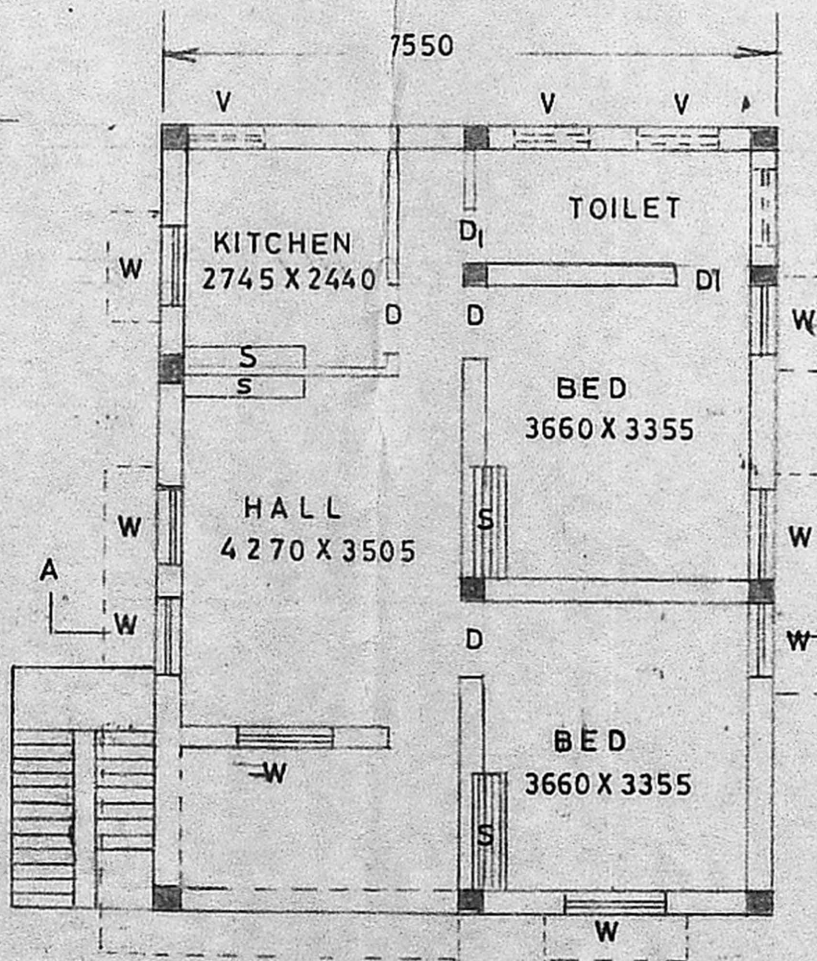 7550
V
V
V
KITCHEN
2745 X 2440
TOILET
D1
D1
W
W
D
D
S
s
BED
3660 X 3355
HALL
4270 X 3505
S
W
W
A
W
W
D
BED
3660 X 3355
W
S
W